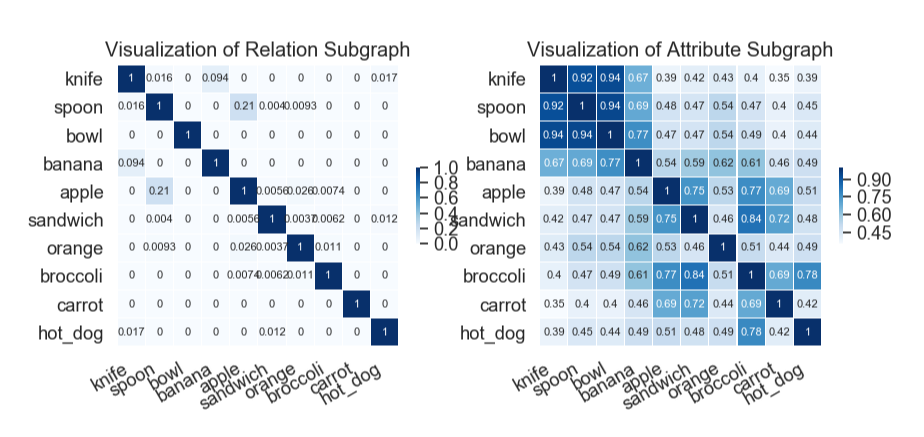 Visualization of Relation Subgraph
knife 1 0.016 0 0.094 0 0 0 0 0 0.017
spoon 0.016 1 0 0 0.21 0.004 0.0093 0 0 0
bowl 0 0 1 0 0 0 0 0 0 0
banana 0.094 0 0 1 0 0 0 0 0 0
apple 0 0.21 0 0 1 0.0056 0.026 0.0074 0 0
sandwich 0 0.004 0 0 0.0056 1 0.0037 0.0062 0 0.012
orange 0 0.0093 0 0 0.026 0.0037 1 0.011 0 0
broccoli 0 0 0 0 0.0074 0.0062 0.011 1 0 0
carrot 0 0 0 0 0 0 0 0 1 0
hot_dog 0.017 0 0 0 0 0.012 0 0 0 1
knife spoon bowl banana apple sandwich orange broccoli carrot hot_dog
1.0
0.8
0.6
0.4
0.2
0.0
Visualization of Attribute Subgraph
knife 1 0.92 0.94 0.67 0.39 0.42 0.43 0.4 0.35 0.39
spoon 0.92 1 0.94 0.69 0.48 0.47 0.54 0.47 0.4 0.45
bowl 0.94 0.94 1 0.77 0.47 0.47 0.54 0.49 0.4 0.44
banana 0.67 0.69 0.77 1 0.54 0.59 0.62 0.61 0.46 0.49
apple 0.39 0.48 0.47 0.54 1 0.75 0.53 0.77 0.69 0.51
sandwich 0.42 0.47 0.47 0.59 0.75 1 0.46 0.84 0.72 0.48
orange 0.43 0.54 0.54 0.62 0.53 0.46 1 0.51 0.44 0.49
broccoli 0.4 0.47 0.49 0.61 0.77 0.84 0.51 1 0.69 0.78
carrot 0.35 0.4 0.4 0.46 0.69 0.72 0.44 0.69 1 0.42
hot_dog 0.39 0.45 0.44 0.49 0.51 0.48 0.49 0.78 0.42 1
knife spoon bowl banana apple sandwich orange broccoli carrot hot_dog
0.90
0.75
0.60
0.45